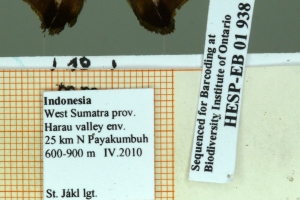 Indonesia
West Sumatra prov.
Harau valley env.
25 km N Payakumbuh
600-900 m IV.2010
St. Jákl lgt.
Sequenced for Barcoding at
Biodiversity Institute of Ontario
HESP-EB 01 938